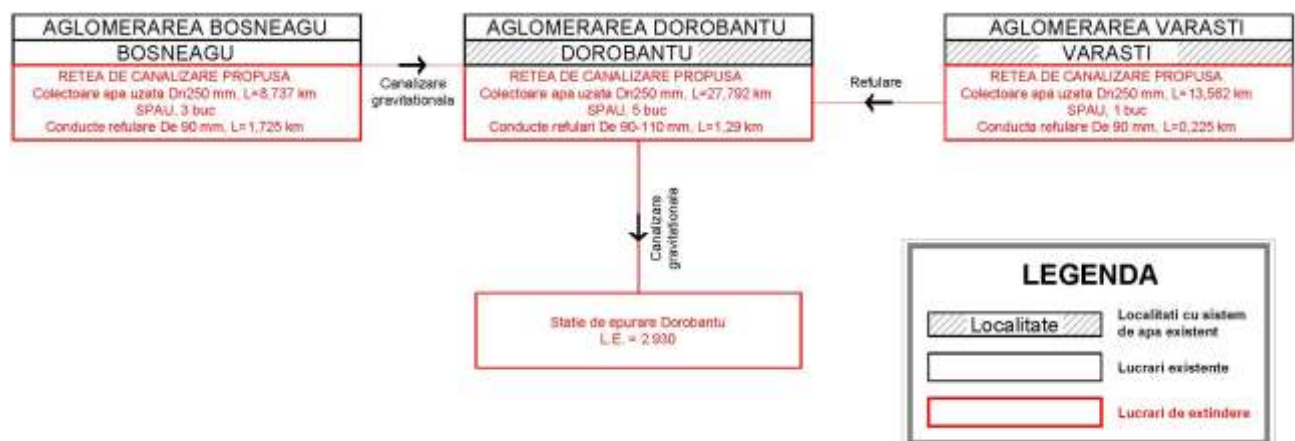 AGLOMERAREA BOSNEAGU
BOSNEAGU
RETEA DE CANALIZARE PROPUSA
Colectoare apa uzata Dn250 mm, L=8,737 km
SPAU, 3 buc
Conducte refulare De 90 mm, L=1,725 km
Canalizare
gravitationala
AGLOMERAREA DOROBANTU
DOROBANTU
RETEA DE CANALIZARE PROPUSA
Colectoare apa uzata Dn250 mm, L=27,792 km
SPAU, 5 buc
Conducte refulari De 90-110 mm, L=1,29 km
Refulare
AGLOMERAREA VARASTI
VARASTI
RETEA DE CANALIZARE PROPUSA
Colectoare apa uzata Dn250 mm, L=13,562 km
SPAU, 1 buc
Conducta refulare De 90 mm, L=0,225 km
Canalizare
gravitationala
Statie de epurare Dorobantu
L.E. = 2 930
LEGENDA
Localitate
Localitati cu sistem
de apa existent
Lucrari existente
Lucrari de extindere